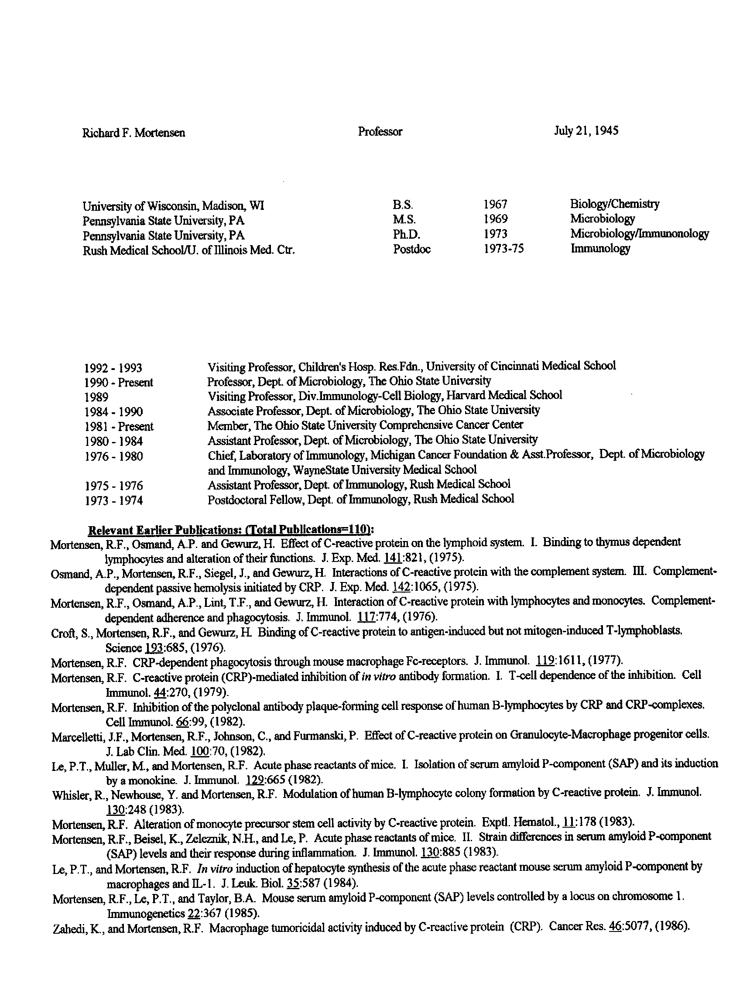 Richard F. Mortensen Professor July 21, 1945
University of Wisconsin, Madison, WI B.S. 1967 Biology/Chemistry
Pennsylvania State University, PA M.S. 1969 Microbiology
Pennsylvania State University, PA Ph.D. 1973 Microbiology/Immunonology
Rush Medical School/U. of Illinois Med. Ctr. Postdoc 1973-75 Immunology
1992 - 1993 Visiting Professor, Children's Hosp. Res.Fdn., University of Cincinnati Medical School
1990 - Present Professor, Dept. of Microbiology, The Ohio State University
1989 Visiting Professor, Div.Immunology-Cell Biology, Harvard Medical School
1984 - 1990 Associate Professor, Dept. of Microbiology, The Ohio State University
1981 - Present Member, The Ohio State University Comprehensive Cancer Center
1980 - 1984 Assistant Professor, Dept. of Microbiology, The Ohio State University
1976 - 1980 Chief, Laboratory of Immunology, Michigan Cancer Foundation & Asst.Professor, Dept. of Microbiology
and Immunology, WayneState University Medical School
1975 - 1976 Assistant Professor, Dept. of Immunology, Rush Medical School
1973 - 1974 Postdoctoral Fellow, Dept. of Immunology, Rush Medical School
Relevant Earlier Publications: (Total Publications=110):
Mortensen, R.F., Osmand, A.P. and Gewurz, H. Effect of C-reactive protein on the lymphoid system. I. Binding to thymus dependent
lymphocytes and alteration of their functions. J. Exp. Med. 141:821, (1975).
Osmand, A.P., Mortensen, R.F., Siegel, J., and Gewurz, H. Interactions of C-reactive protein with the complement system. III. Complement-
dependent passive hemolysis initiated by CRP. J. Exp. Med. 142:1065, (1975).
Mortensen, R.F., Osmand, A.P., Lint, T.F., and Gewurz, H. Interaction of C-reactive protein with lymphocytes and monocytes. Complement-
dependent adherence and phagocytosis. J. Immunol. 117:774, (1976).
Croft, S., Mortensen, R.F., and Gewurz, H. Binding of C-reactive protein to antigen-induced but not mitogen-induced T-lymphoblasts.
Science 193:685, (1976).
Mortensen, R.F. CRP-dependent phagocytosis through mouse macrophage Fc-receptors. J. Immunol. 119:1611, (1977).
Mortensen, R.F. C-reactive protein (CRP)-mediated inhibition of in vitro antibody formation. I. T-cell dependence of the inhibition. Cell
Immunol. 44:270, (1979).
Mortensen, R.F. Inhibition of the polyclonal antibody plaque-forming cell response of human B-lymphocytes by CRP and CRP-complexes.
Cell Immunol. 66:99, (1982).
Marcelletti, J.F., Mortensen, R.F., Johnson, C., and Furmanski, P. Effect of C-reactive protein on Granulocyte-Macrophage progenitor cells.
J. Lab Clin. Med. 100:70, (1982).
Le, P.T., Muller, M., and Mortensen, R.F. Acute phase reactants of mice. I. Isolation of serum amyloid P-component (SAP) and its induction
by a monokine. J. Immunol. 129:665 (1982).
Whisler, R., Newhouse, Y. and Mortensen, R.F. Modulation of human B-lymphocyte colony formation by C-reactive protein. J. Immunol.
130:248 (1983).
Mortensen, R.F. Alteration of monocyte precursor stem cell activity by C-reactive protein. Exptl. Hematol., 11:178 (1983).
Mortensen, R.F., Beisel, K., Zeleznik, N.H., and Le, P. Acute phase reactants of mice. II. Strain differences in serum amyloid P-component
(SAP) levels and their response during inflammation. J. Immunol. 130:885 (1983).
Le, P.T., and Mortensen, R.F. In vitro induction of hepatocyte synthesis of the acute phase reactant mouse serum amyloid P-component by
macrophages and IL-1. J. Leuk. Biol. 35:587 (1984).
Mortensen, R.F., Le, P.T., and Taylor, B.A. Mouse serum amyloid P-component (SAP) levels controlled by a locus on chromosome 1.
Immunogenetics 22:367 (1985).
Zahedi, K., and Mortensen, R.F. Macrophage tumoricidal activity induced by C-reactive protein (CRP). Cancer Res. 46:5077, (1986).